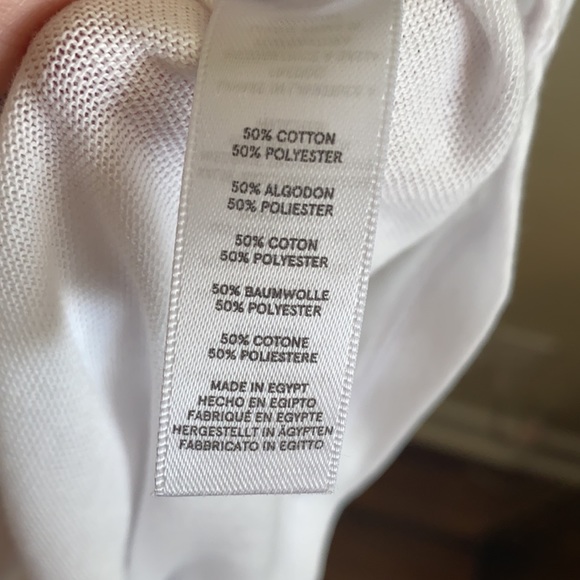 50% COTTON
50% POLYESTER
50% ALGODON
50% POLIESTER
50% COTON
50% POLYESTER
50% BAUMWOLLE
50% POLYESTER
50% COTONE
50% POLIESTERE
MADE IN EGYPT
HECHO EN EGIPTO
FABRIQUÉ EN EGYPTE
HERGESTELLT IN ÄGYPTEN
FABBRICATO IN EGITTO